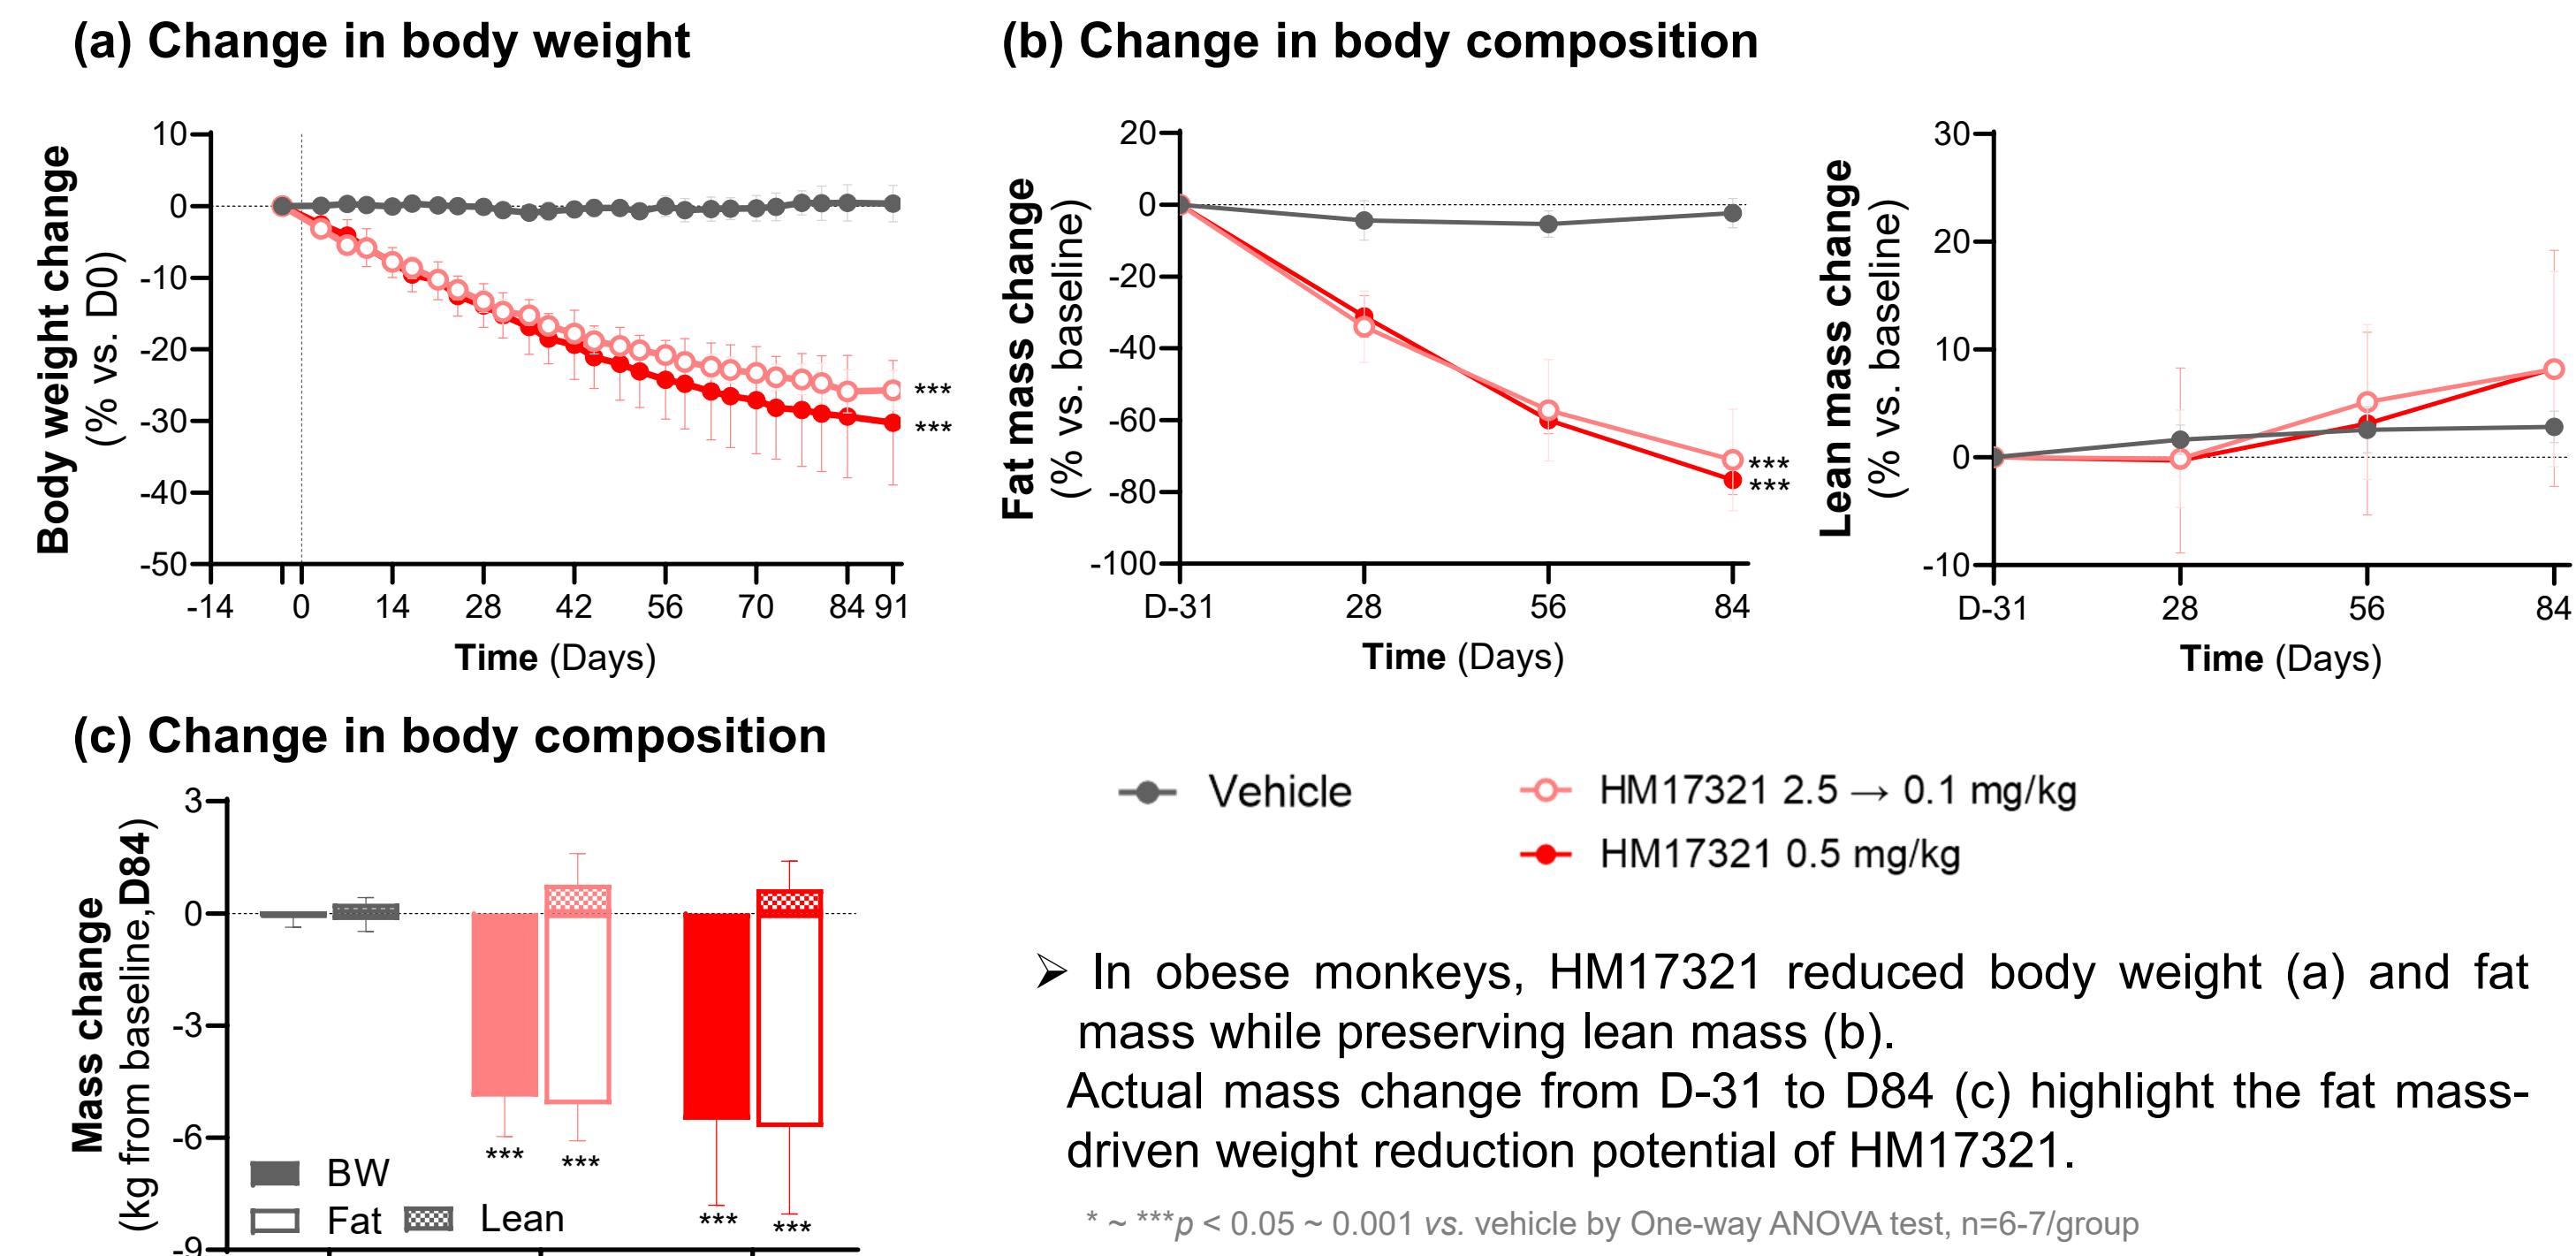 (a) Change in body weight
Body weight change
(% vs. D0)
10
0
-10
-20
-30
-40
-50
-14 0 14 28 42 56 70 84 91
Time (Days)
***
***
(b) Change in body composition
Fat mass change
(% vs. baseline)
20
0
-20
-40
-60
-80
-100
D-31 28 56 84
Time (Days)
***
***
Lean mass change
(% vs. baseline)
30
20
10
0
-10
D-31 28 56 84
Time (Days)
(c) Change in body composition
Mass change
(kg from baseline,D84)
3
0
-3
-6
-9
*** ***
*** ***
BW
Fat Lean
Vehicle
HM17321 2.5 → 0.1 mg/kg
HM17321 0.5 mg/kg
➢ In obese monkeys, HM17321 reduced body weight (a) and fat
mass while preserving lean mass (b).
Actual mass change from D-31 to D84 (c) highlight the fat mass-
driven weight reduction potential of HM17321.
* ~ ***p < 0.05 ~ 0.001 vs. vehicle by One-way ANOVA test, n=6-7/group